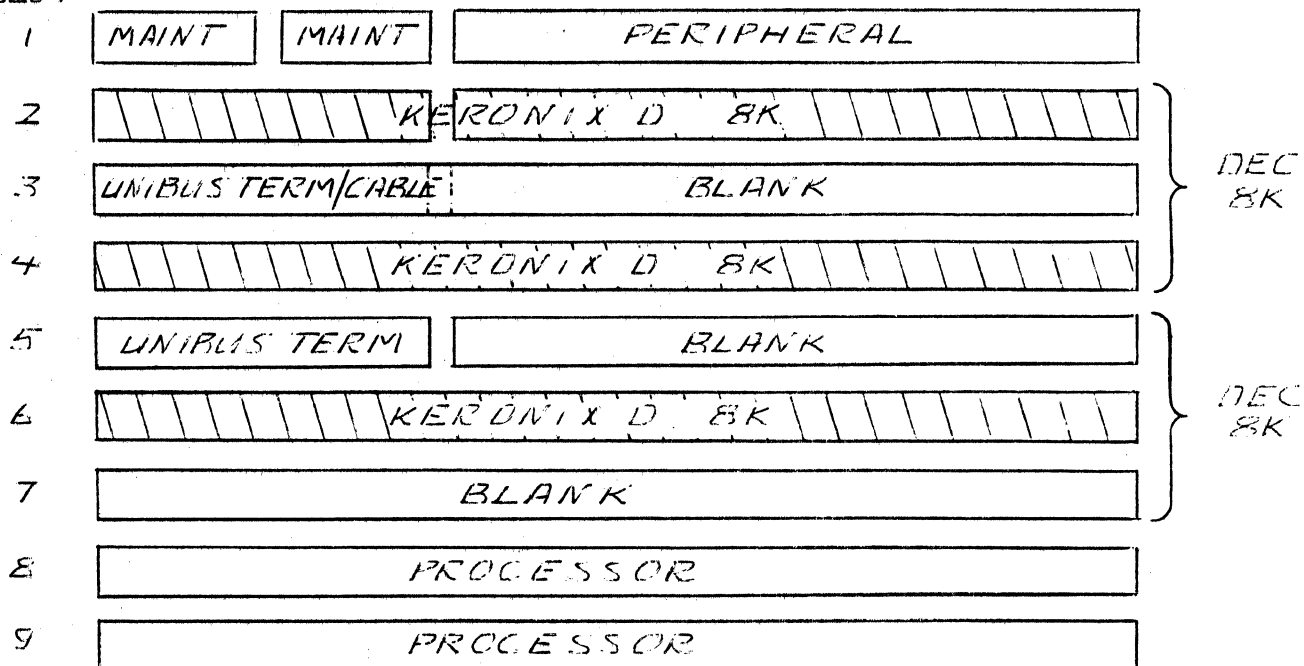 1 MAINT MAINT PERIPHERAL
2 KERONIX D 8K
3 UNIBUS TERM/CABLE BLANK
DEC
8K
4 KERONIX D 8K
5 UNIBUS TERM BLANK
6 KERONIX D 8K
DEC
8K
7 BLANK
8 PROCESSOR
9 PROCESSOR